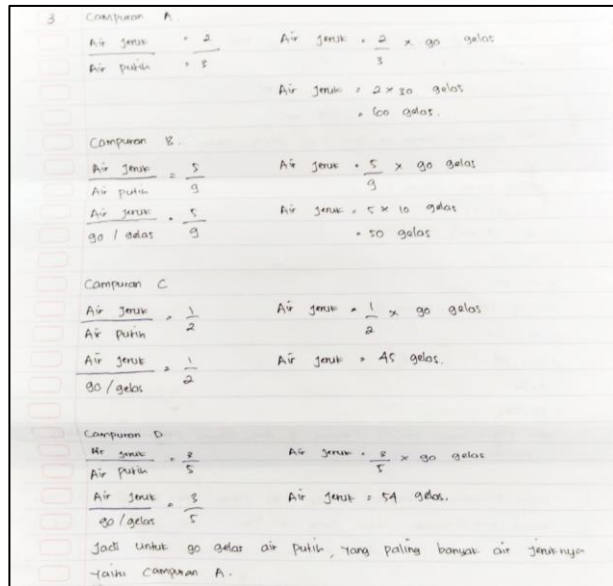 3 Campuran A.
Air Jeruk = 2 Air Jeruk = 2 x 90 gelas
Air putih = 3 3
Air Jeruk = 2 x 30 gelas
= 60 gelas.
Campuran B.
Air Jeruk = 5 Air Jeruk = 5 x 90 gelas
Air putih 9 9
Air Jeruk = 5 Air Jeruk = 5 x 10 gelas
90 / gelas 9 = 50 gelas
Campuran C
Air Jeruk = 1 Air Jeruk = 1 x 90 gelas
Air putih 2 2
Air Jeruk = 1 Air Jeruk = 45 gelas.
90 / gelas 2
Campuran D
Air Jeruk = 3 Air Jeruk = 3 x 90 gelas
Air putih 5 5
Air Jeruk = 3 Air Jeruk = 54 gelas.
90 / gelas 5
Jadi untuk 90 gelas air putih, yang paling banyak air jeruknya
yaitu Campuran A.